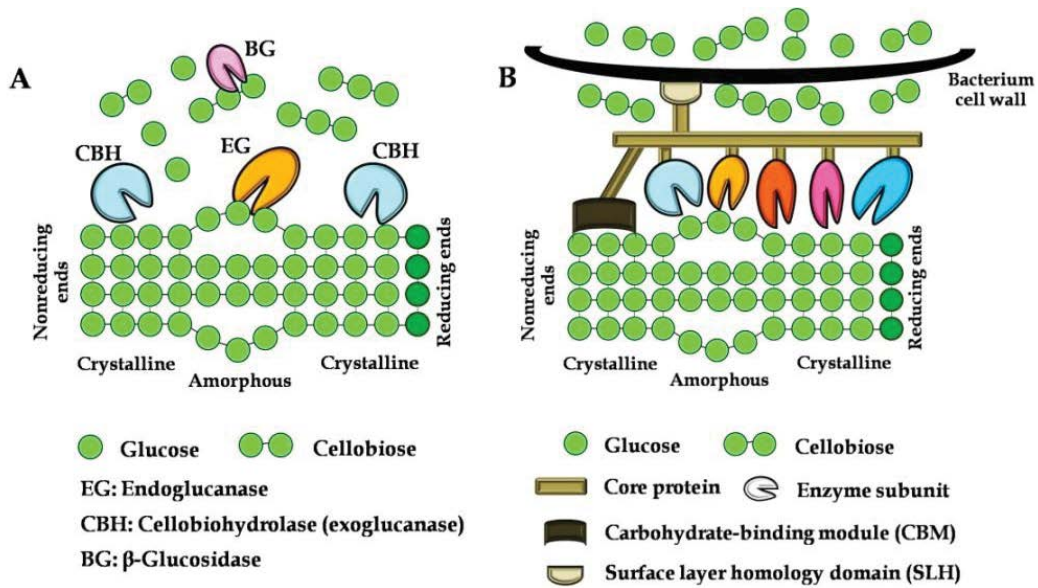 A
BG
CBH
EG
CBH
Nonreducing
ends
Reducing ends
Crystalline
Amorphous
Crystalline
Glucose
Cellobiose
EG: Endoglucanase
CBH: Cellobiohydrolase (exoglucanase)
BG: β-Glucosidase
B
Bacterium
cell wall
Nonreducing
ends
Reducing ends
Crystalline
Amorphous
Crystalline
Glucose
Cellobiose
Core protein
Enzyme subunit
Carbohydrate-binding module (CBM)
Surface layer homology domain (SLH)